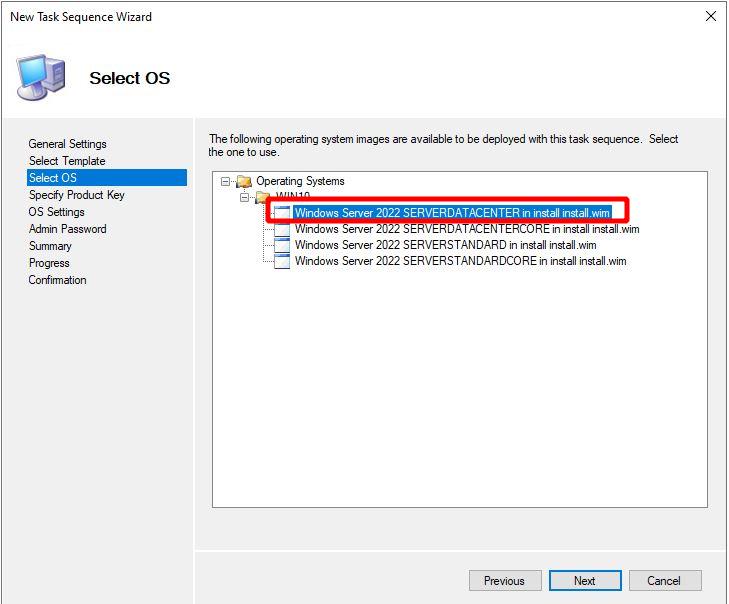 New Task Sequence Wizard
Select OS
General Settings
Select Template
Select OS
Specify Product Key
OS Settings
Admin Password
Summary
Progress
Confirmation
The following operating system images are available to be deployed with this task sequence. Select
the one to use.
Operating Systems
WIN10
Windows Server 2022 SERVERDATACENTER in install install.wim
Windows Server 2022 SERVERDATACENTERCORE in install install.wim
Windows Server 2022 SERVERSTANDARD in install install.wim
Windows Server 2022 SERVERSTANDARDCORE in install install.wim
Previous
Next
Cancel